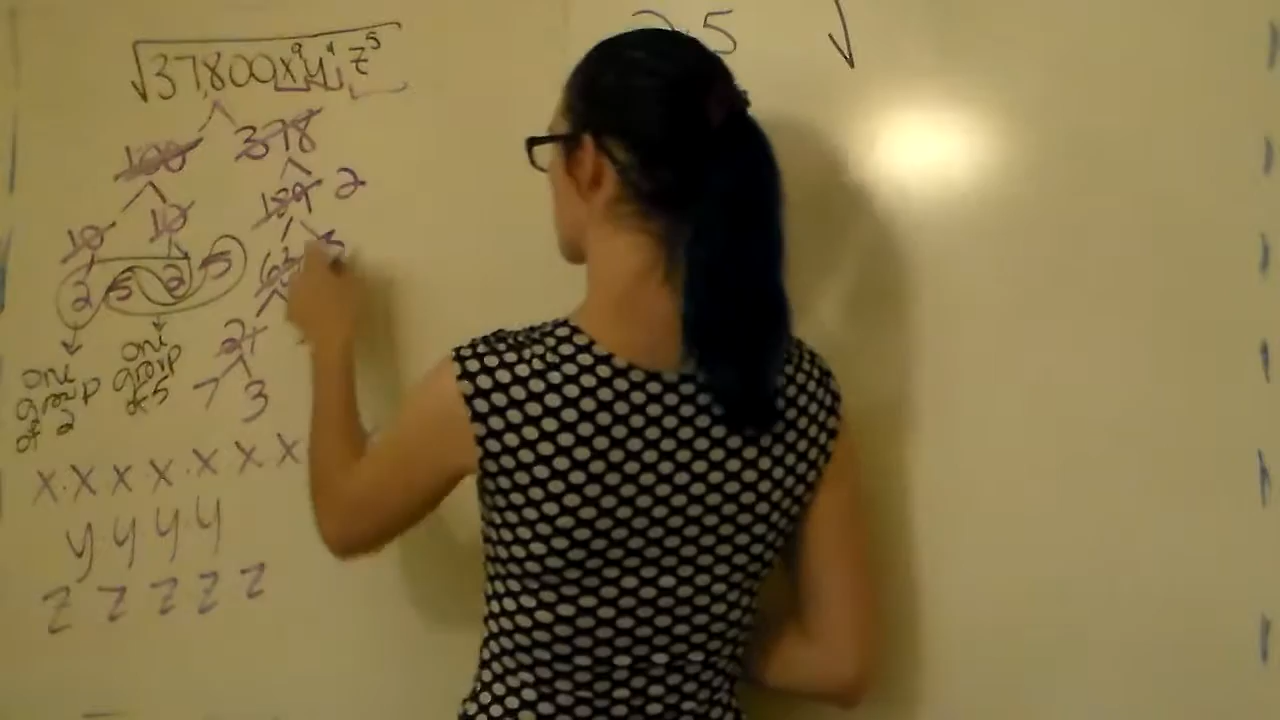 2·5
√37,800x⁹y⁴z⁵
100 378
189 2
10 10
63 3
2 5 2 5
21
7 3
one group of 2
one group of 5
x·x x x·x x x
y·y y·y
z z z z z